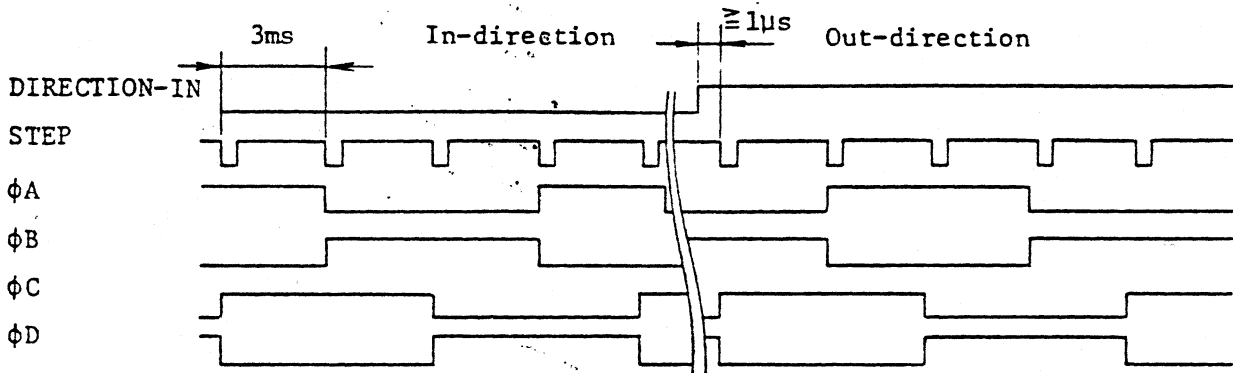 3ms In-direction ≧1μs Out-direction
DIRECTION-IN
STEP
φA
φB
φC
φD